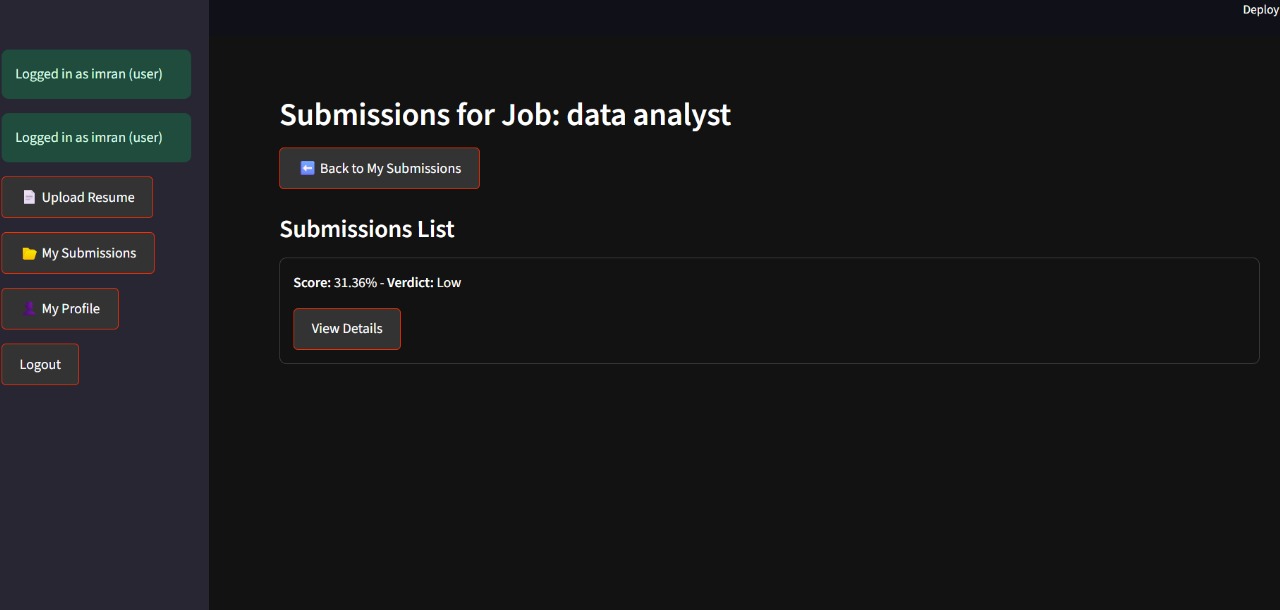 Deploy
Logged in as imran (user)
Logged in as imran (user)
Upload Resume
My Submissions
My Profile
Logout
Submissions for Job: data analyst
Back to My Submissions
Submissions List
Score: 31.36% - Verdict: Low
View Details